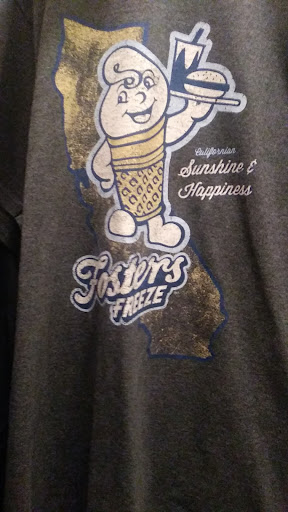 Californian
Sunshine &
Happiness
Fosters
FREEZE